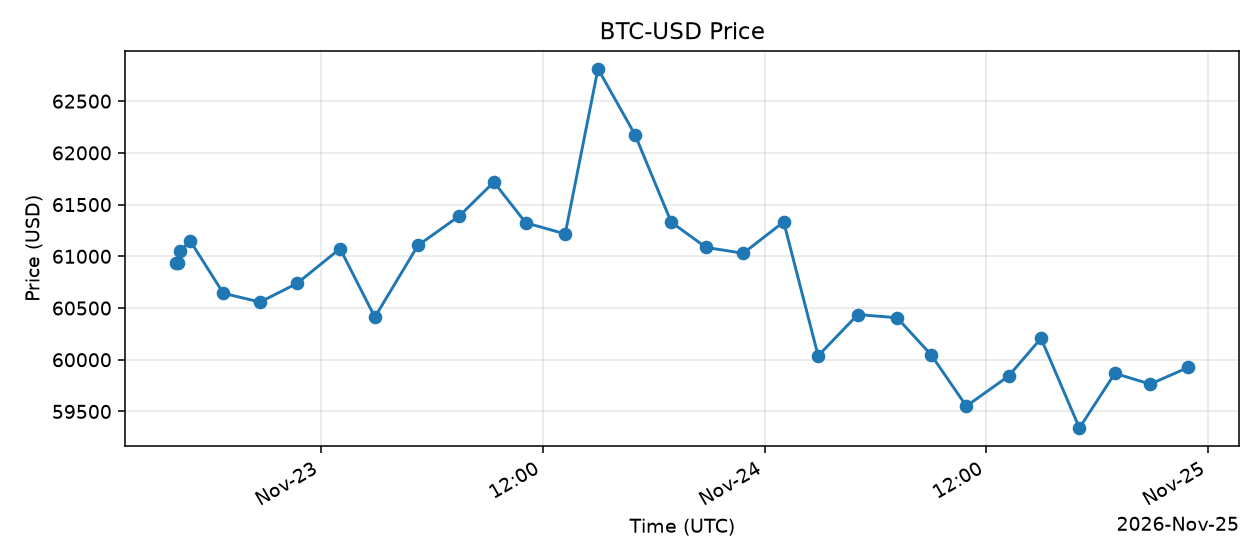 BTC-USD Price
Price (USD)
62500
62000
61500
61000
60500
60000
59500
Nov-23
12:00
Nov-24
12:00
Nov-25
Time (UTC)
2026-Nov-25